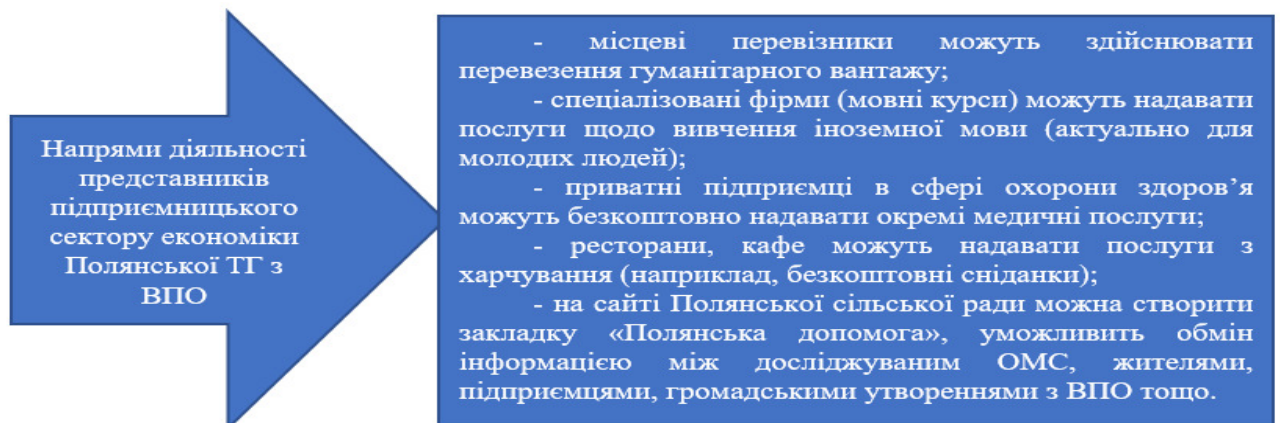 Напрями діяльності
представників
підприємницького
сектору економіки
Полянської ТГ з
ВПО
- місцеві перевізники можуть здійснювати
перевезення гуманітарного вантажу;
- спеціалізовані фірми (мовні курси) можуть надавати
послуги щодо вивчення іноземної мови (актуально для
молодих людей);
- приватні підприємці в сфері охорони здоров’я
можуть безкоштовно надавати окремі медичні послуги;
- ресторани, кафе можуть надавати послуги з
харчування (наприклад, безкоштовні сніданки);
- на сайті Полянської сільської ради можна створити
закладку «Полянська допомога», уможливить обмін
інформацією між досліджуваним ОМС, жителями,
підприємцями, громадськими утвореннями з ВПО тощо.